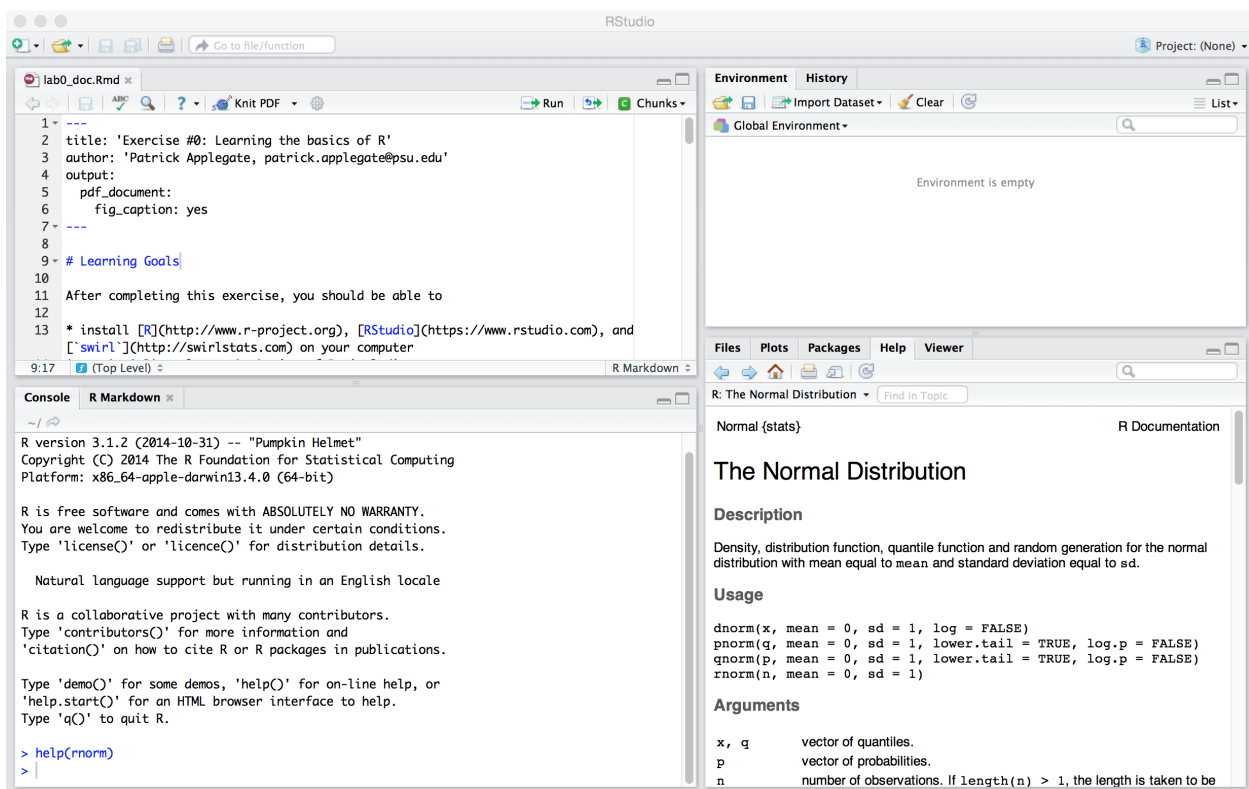 RStudio
Go to file/function
Project: (None)
lab0_doc.Rmd
ABC
?
Knit PDF
Run
C Chunks
1 ---
2 title: 'Exercise #0: Learning the basics of R'
3 author: 'Patrick Applegate, patrick.applegate@psu.edu'
4 output:
5 pdf_document:
6 fig_caption: yes
7 ---
8
9 # Learning Goals
10
11 After completing this exercise, you should be able to
12
13 * install [R](http://www.r-project.org), [RStudio](https://www.rstudio.com), and
[`swirl`](http://swirlstats.com) on your computer
9:17 (Top Level) R Markdown
Console R Markdown
~/
R version 3.1.2 (2014-10-31) -- "Pumpkin Helmet"
Copyright (C) 2014 The R Foundation for Statistical Computing
Platform: x86_64-apple-darwin13.4.0 (64-bit)
R is free software and comes with ABSOLUTELY NO WARRANTY.
You are welcome to redistribute it under certain conditions.
Type 'license()' or 'licence()' for distribution details.
Natural language support but running in an English locale
R is a collaborative project with many contributors.
Type 'contributors()' for more information and
'citation()' on how to cite R or R packages in publications.
Type 'demo()' for some demos, 'help()' for on-line help, or
'help.start()' for an HTML browser interface to help.
Type 'q()' to quit R.
> help(rnorm)
>
Environment History
Import Dataset Clear List
Global Environment
Environment is empty
Files Plots Packages Help Viewer
R: The Normal Distribution Find in Topic
Normal {stats} R Documentation
The Normal Distribution
Description
Density, distribution function, quantile function and random generation for the normal
distribution with mean equal to mean and standard deviation equal to sd.
Usage
dnorm(x, mean = 0, sd = 1, log = FALSE)
pnorm(q, mean = 0, sd = 1, lower.tail = TRUE, log.p = FALSE)
qnorm(p, mean = 0, sd = 1, lower.tail = TRUE, log.p = FALSE)
rnorm(n, mean = 0, sd = 1)
Arguments
x, q vector of quantiles.
p vector of probabilities.
n number of observations. If length(n) > 1, the length is taken to be